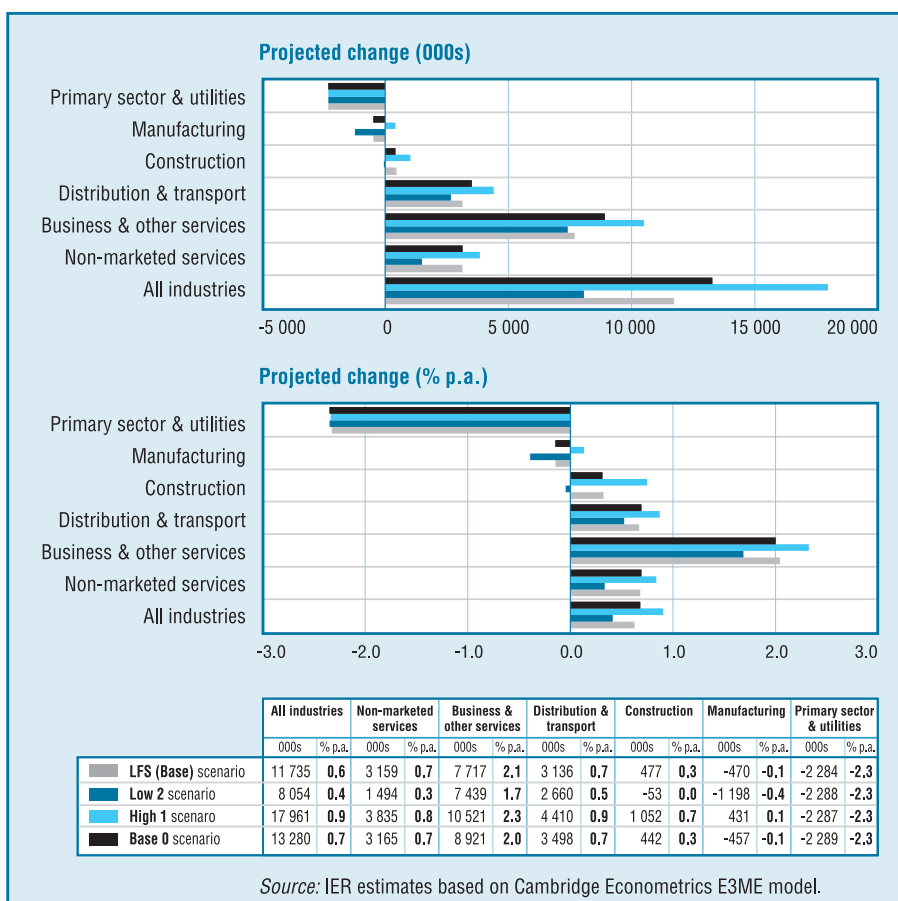 Projected change (000s)
Primary sector & utilities
Manufacturing
Construction
Distribution & transport
Business & other services
Non-marketed services
All industries
-5 000 0 5 000 10 000 15 000 20 000
Projected change (% p.a.)
Primary sector & utilities
Manufacturing
Construction
Distribution & transport
Business & other services
Non-marketed services
All industries
-3.0 -2.0 -1.0 0.0 1.0 2.0 3.0
All industries Non-marketed services Business & other services Distribution & transport Construction Manufacturing Primary sector & utilities
000s % p.a. 000s % p.a. 000s % p.a. 000s % p.a. 000s % p.a. 000s % p.a. 000s % p.a.
LFS (Base) scenario 11 735 0.6 3 159 0.7 7 717 2.1 3 136 0.7 477 0.3 -470 -0.1 -2 284 -2.3
Low 2 scenario 8 054 0.4 1 494 0.3 7 439 1.7 2 660 0.5 -53 0.0 -1 198 -0.4 -2 288 -2.3
High 1 scenario 17 961 0.9 3 835 0.8 10 521 2.3 4 410 0.9 1 052 0.7 431 0.1 -2 287 -2.3
Base 0 scenario 13 280 0.7 3 165 0.7 8 921 2.0 3 498 0.7 442 0.3 -457 -0.1 -2 289 -2.3
Source: IER estimates based on Cambridge Econometrics E3ME model.